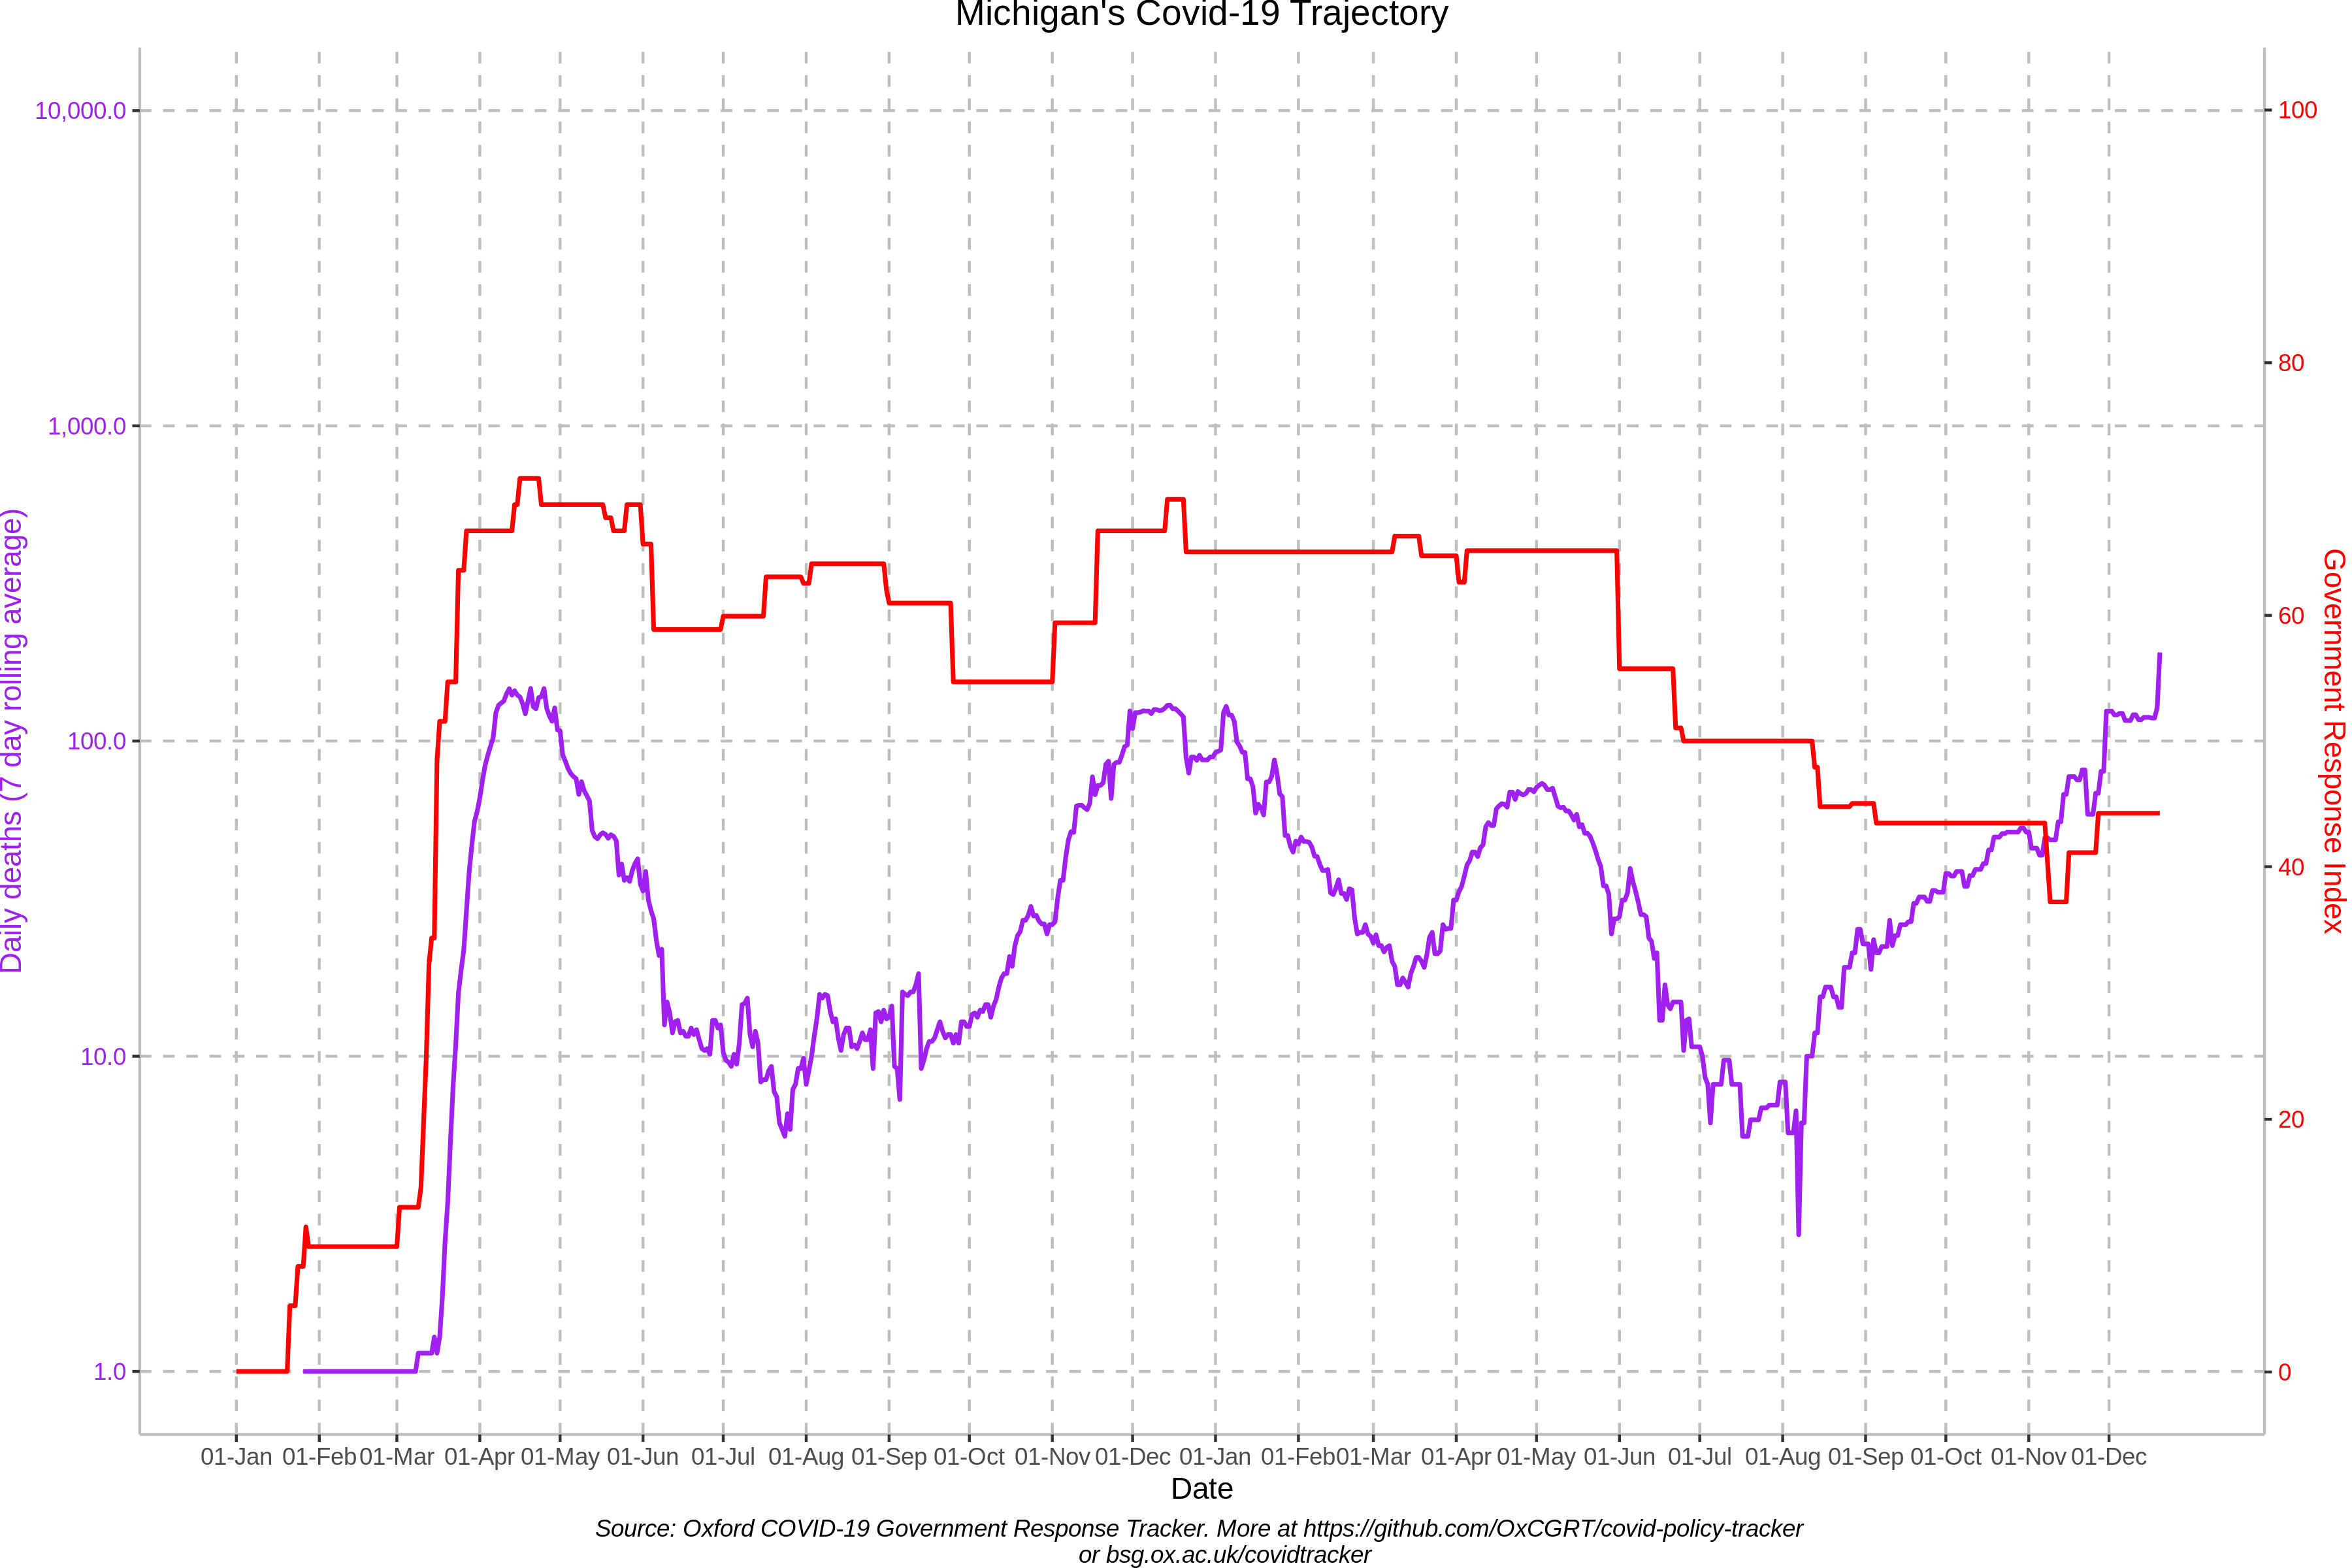 Michigan's Covid-19 Trajectory
10,000.0
1,000.0
100.0
10.0
1.0
Daily deaths (7 day rolling average)
100
80
60
40
20
0
Government Response Index
01-Jan 01-Feb 01-Mar 01-Apr 01-May 01-Jun 01-Jul 01-Aug 01-Sep 01-Oct 01-Nov 01-Dec 01-Jan 01-Feb 01-Mar 01-Apr 01-May 01-Jun 01-Jul 01-Aug 01-Sep 01-Oct 01-Nov 01-Dec
Date
Source: Oxford COVID-19 Government Response Tracker. More at https://github.com/OxCGRT/covid-policy-tracker
or bsg.ox.ac.uk/covidtracker